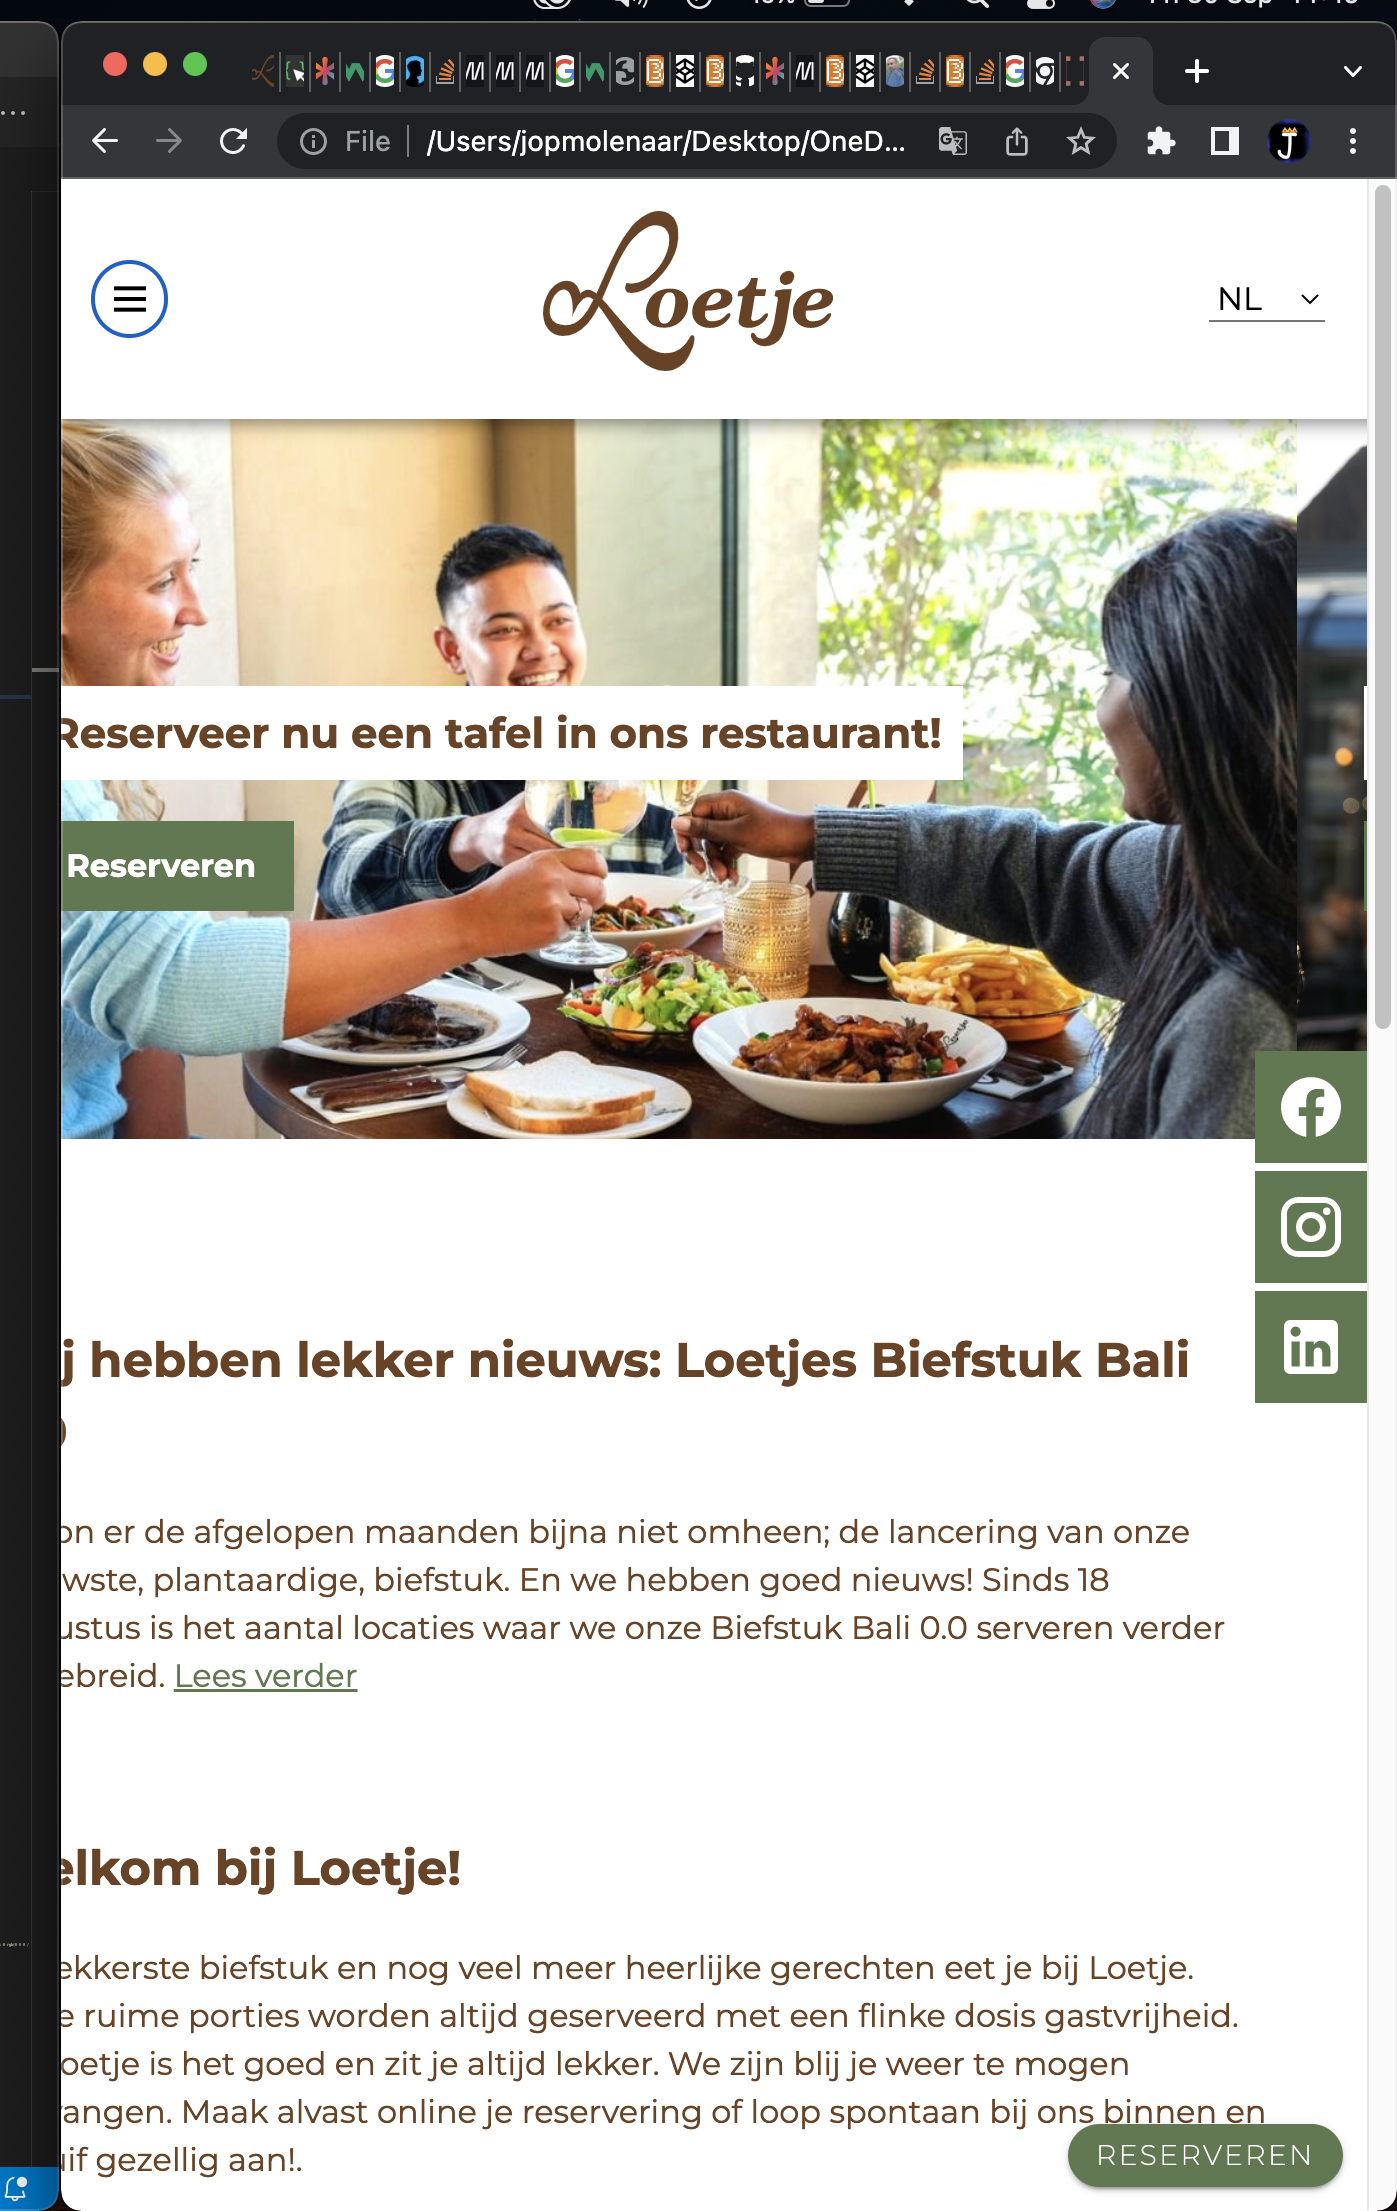 File
/Users/jopmolenaar/Desktop/OneD...
Loetje
NL
Reserveer nu een tafel in ons restaurant!
Reserveren
j hebben lekker nieuws: Loetjes Biefstuk Bali
on er de afgelopen maanden bijna niet omheen; de lancering van onze
wste, plantaardige, biefstuk. En we hebben goed nieuws! Sinds 18
ustus is het aantal locaties waar we onze Biefstuk Bali 0.0 serveren verder
ebreid. Lees verder
elkom bij Loetje!
ekkerste biefstuk en nog veel meer heerlijke gerechten eet je bij Loetje.
e ruime porties worden altijd geserveerd met een flinke dosis gastvrijheid.
oetje is het goed en zit je altijd lekker. We zijn blij je weer te mogen
angen. Maak alvast online je reservering of loop spontaan bij ons binnen en
uif gezellig aan!.
RESERVEREN